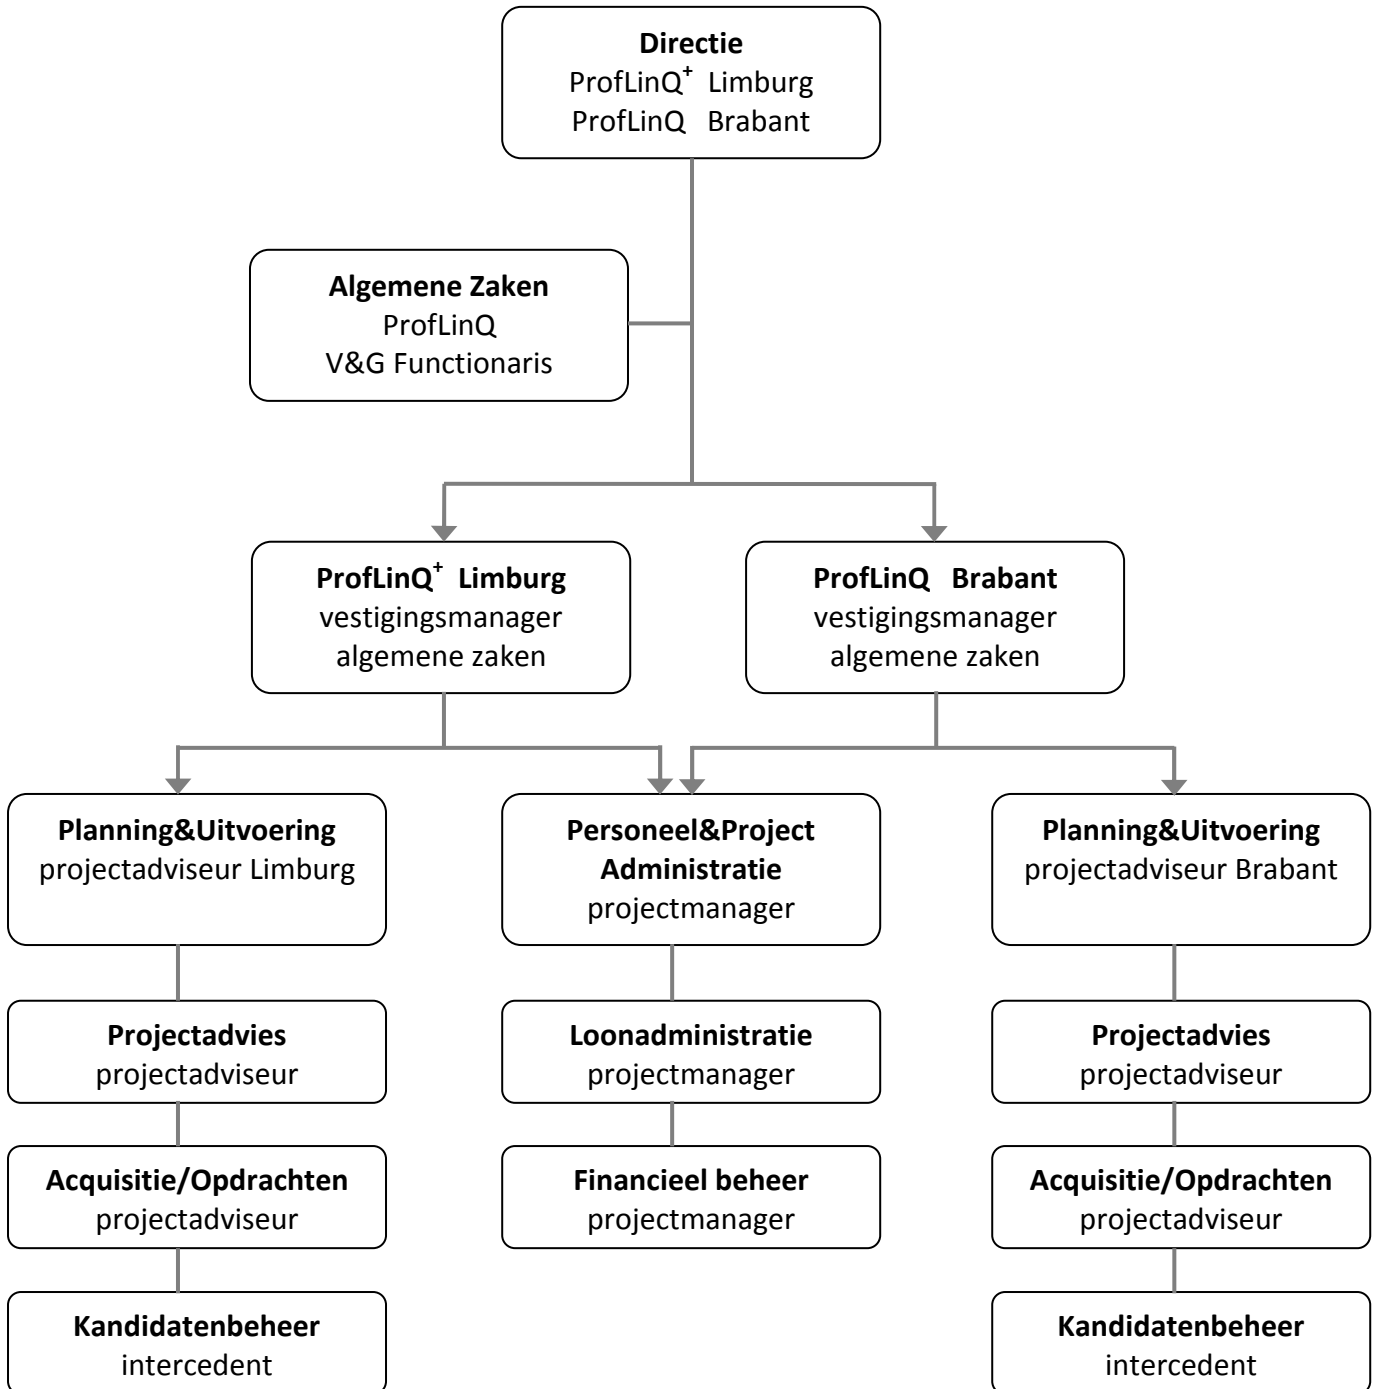 Directie
ProfLinQ⁺ Limburg
ProfLinQ Brabant
Algemene Zaken
ProfLinQ
V&G Functionaris
ProfLinQ⁺ Limburg
vestigingsmanager
algemene zaken
ProfLinQ Brabant
vestigingsmanager
algemene zaken
Planning&Uitvoering
projectadviseur Limburg
Personeel&Project
Administratie
projectmanager
Planning&Uitvoering
projectadviseur Brabant
Projectadvies
projectadviseur
Loonadministratie
projectmanager
Projectadvies
projectadviseur
Acquisitie/Opdrachten
projectadviseur
Financieel beheer
projectmanager
Acquisitie/Opdrachten
projectadviseur
Kandidatenbeheer
intercedent
Kandidatenbeheer
intercedent